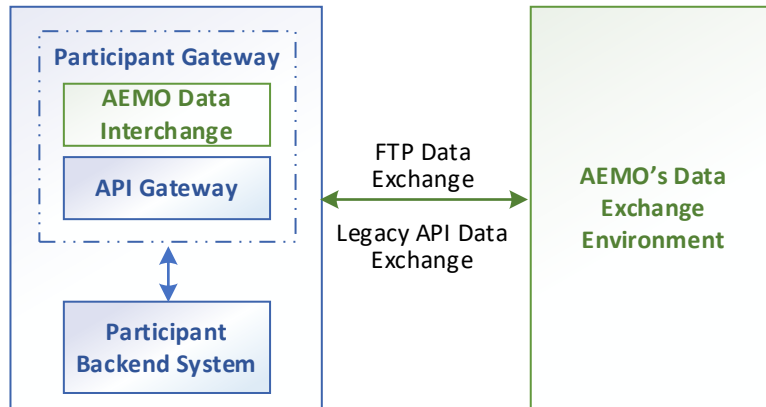 Participant Gateway
AEMO Data
Interchange
API Gateway
Participant
Backend System
FTP Data
Exchange
Legacy API Data
Exchange
AEMO’s Data
Exchange
Environment